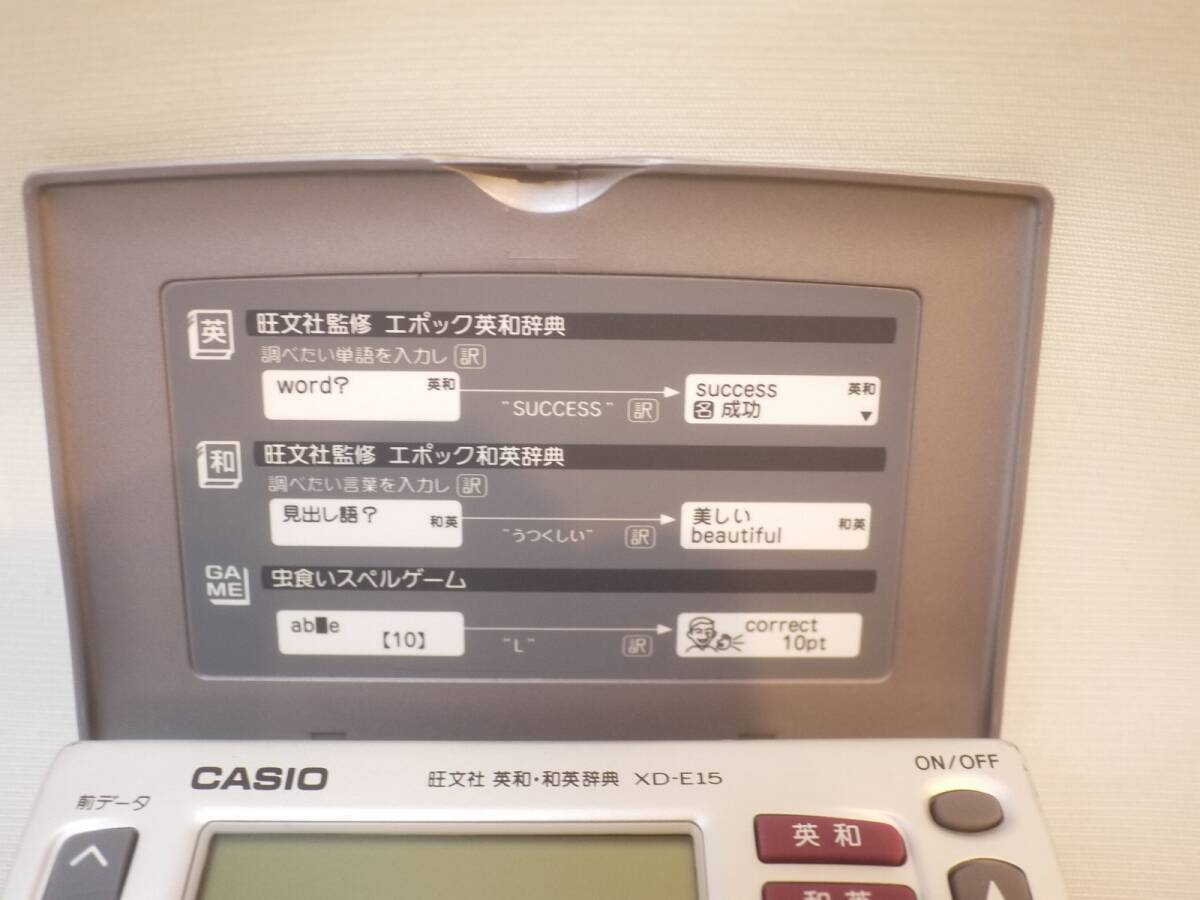 英 旺文社監修 エポック英和辞典
調べたい単語を入力し 訳
word? 英和 "SUCCESS" 訳 success 英和
名 成功 ▼
和 旺文社監修 エポック和英辞典
調べたい言葉を入力し 訳
見出し語? 和英 "うつくしい" 訳 美しい 和英
beautiful
GAME 虫食いスペルゲーム
ab■e 【10】 "L" 訳 correct
10pt
CASIO 旺文社 英和・和英辞典 XD-E15 ON/OFF
前データ
英和
和英